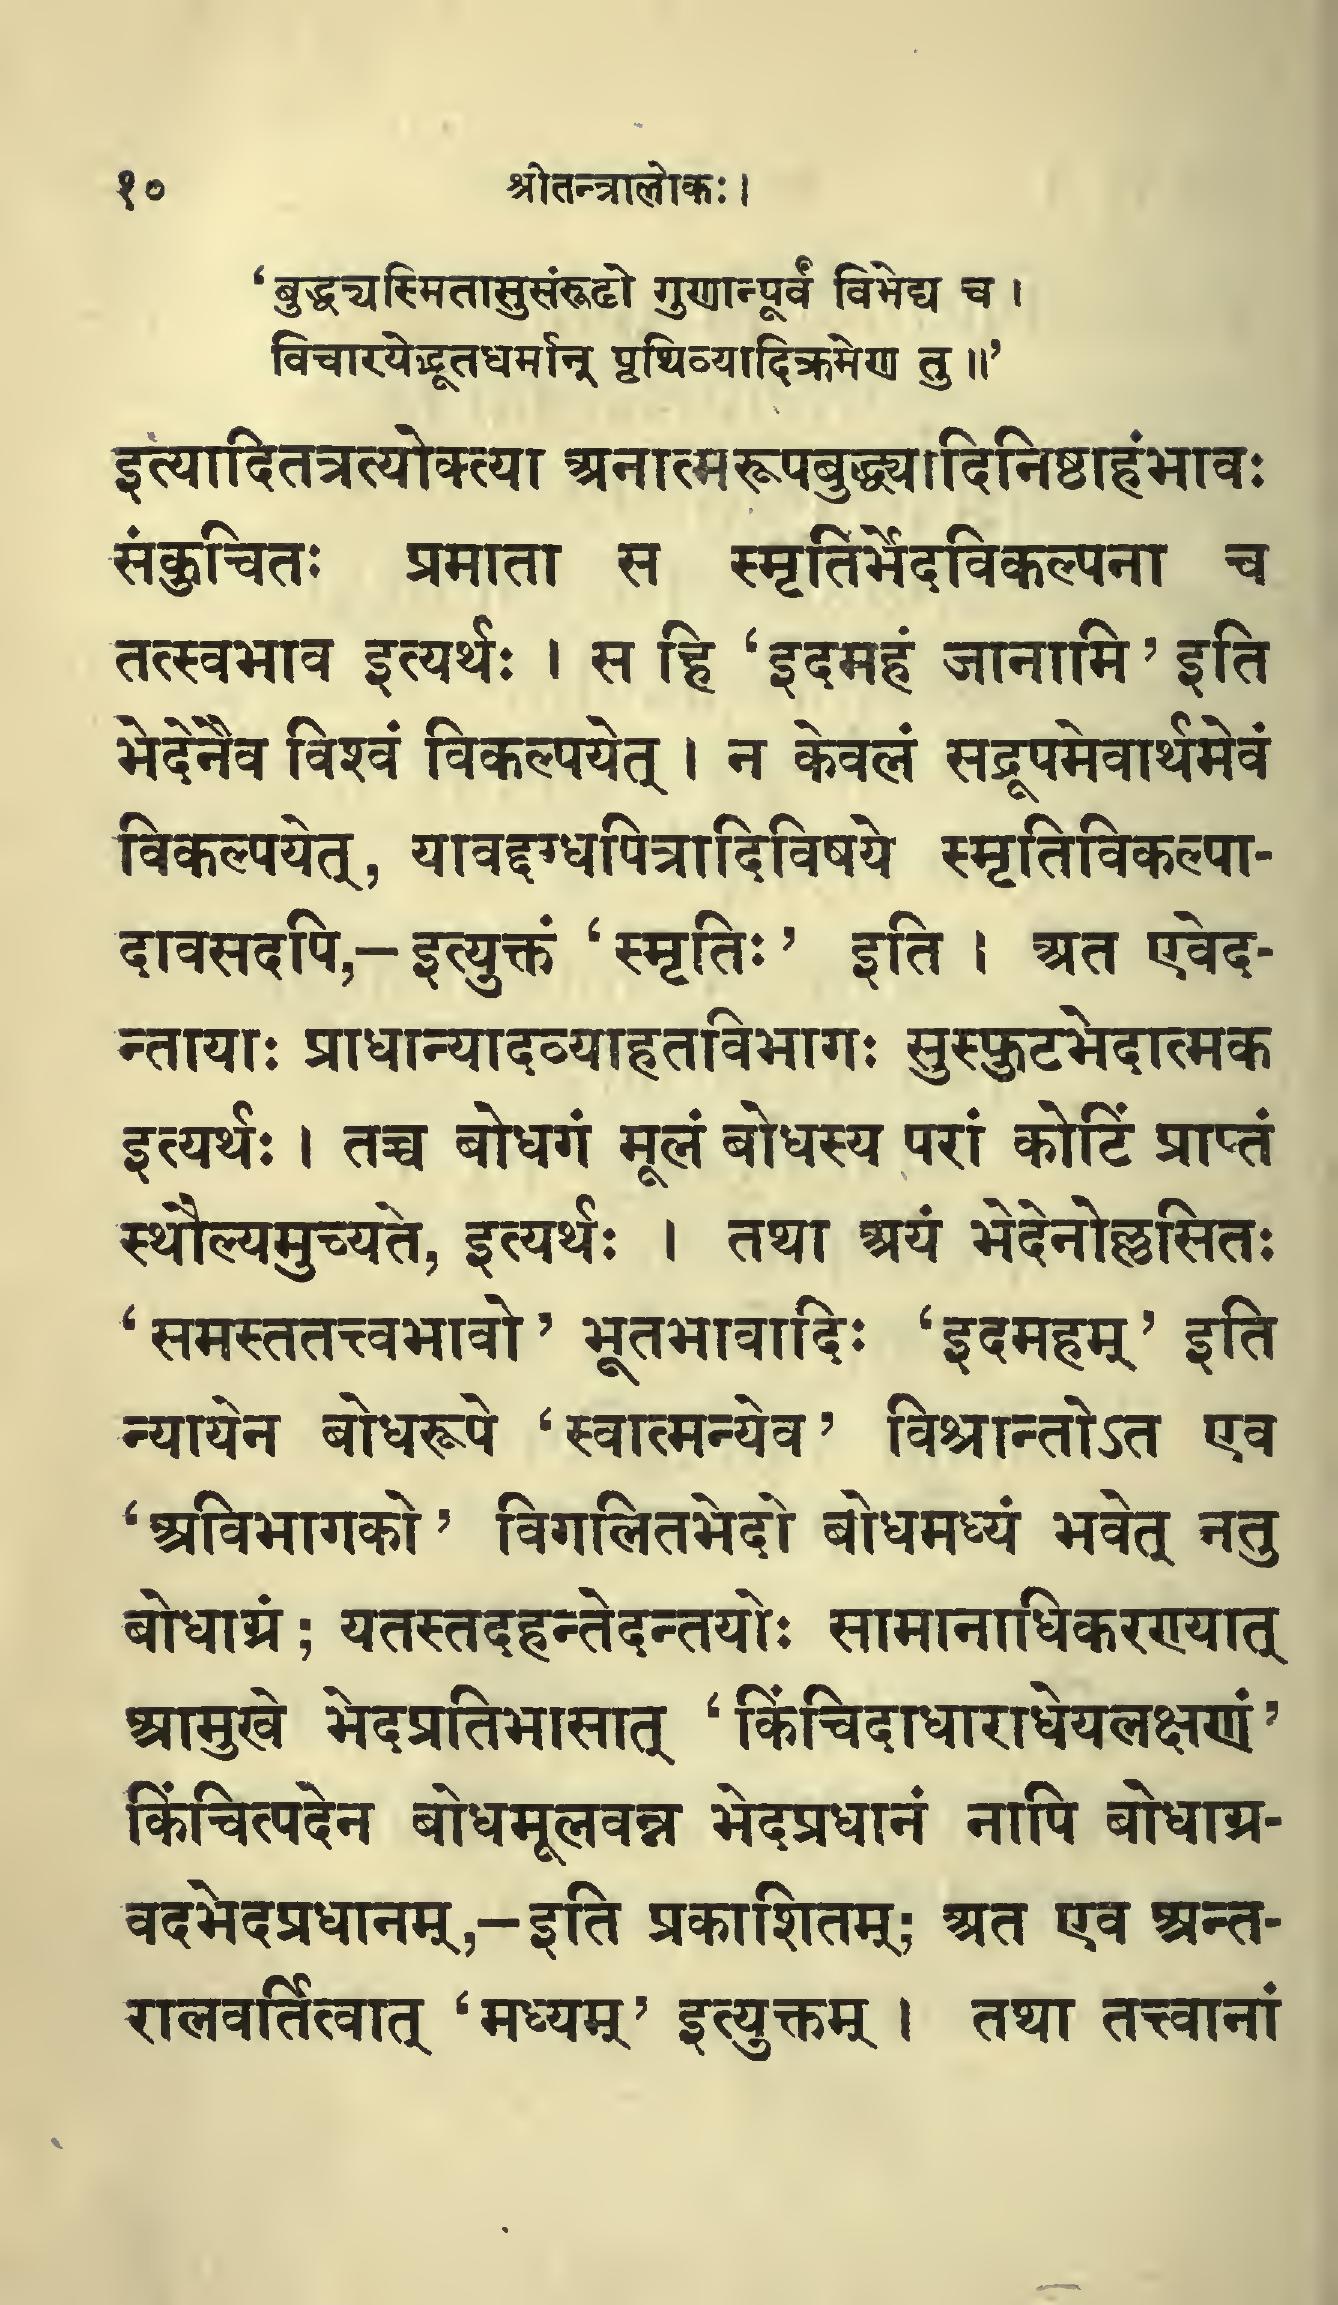 १० श्रीतन्त्रालोकः।
‘बुद्ध्यस्मितासुसंरूढो गुणान्पूर्वं विभेद्य च ।
विचारयेद्भूतधर्मान् पृथिव्यादिक्रमेण तु ॥’
इत्यादितत्रत्योक्त्या अनात्मरूपबुद्ध्यादिनिष्ठाहंभावः
संकुचितः प्रमाता स स्मृतिर्भेदविकल्पना च
तत्स्वभाव इत्यर्थः । स हि ‘इदमहं जानामि’ इति
भेदेनैव विश्वं विकल्पयेत् । न केवलं सद्रूपमेवार्थमेवं
विकल्पयेत्, यावद्दग्धपित्रादिविषये स्मृतिविकल्पा-
दावसदपि,—इत्युक्तं ‘स्मृतिः’ इति । अत एवेद-
न्तायाः प्राधान्यादव्याहतविभागः सुस्फुटभेदात्मक
इत्यर्थः । तच्च बोधगं मूलं बोधस्य परां कोटिं प्राप्तं
स्थौल्यमुच्यते, इत्यर्थः । तथा अयं भेदेनोल्लसितः
‘समस्ततत्त्वभावो’ भूतभावादिः ‘इदमहम्’ इति
न्यायेन बोधरूपे ‘स्वात्मन्येव’ विश्रान्तोऽत एव
‘अविभागको’ विगलितभेदो बोधमध्यं भवेत् नतु
बोधाग्रं; यतस्तदहन्तेदन्तयोः सामानाधिकरण्यात्
आमुखे भेदप्रतिभासात् ‘किंचिदाधाराधेयलक्षणं’
किंचित्पदेन बोधमूलवन्न भेदप्रधानं नापि बोधाग्र-
वदभेदप्रधानम्,—इति प्रकाशितम्; अत एव अन्त-
रालवर्तित्वात् ‘मध्यम्’ इत्युक्तम् । तथा तत्त्वानां